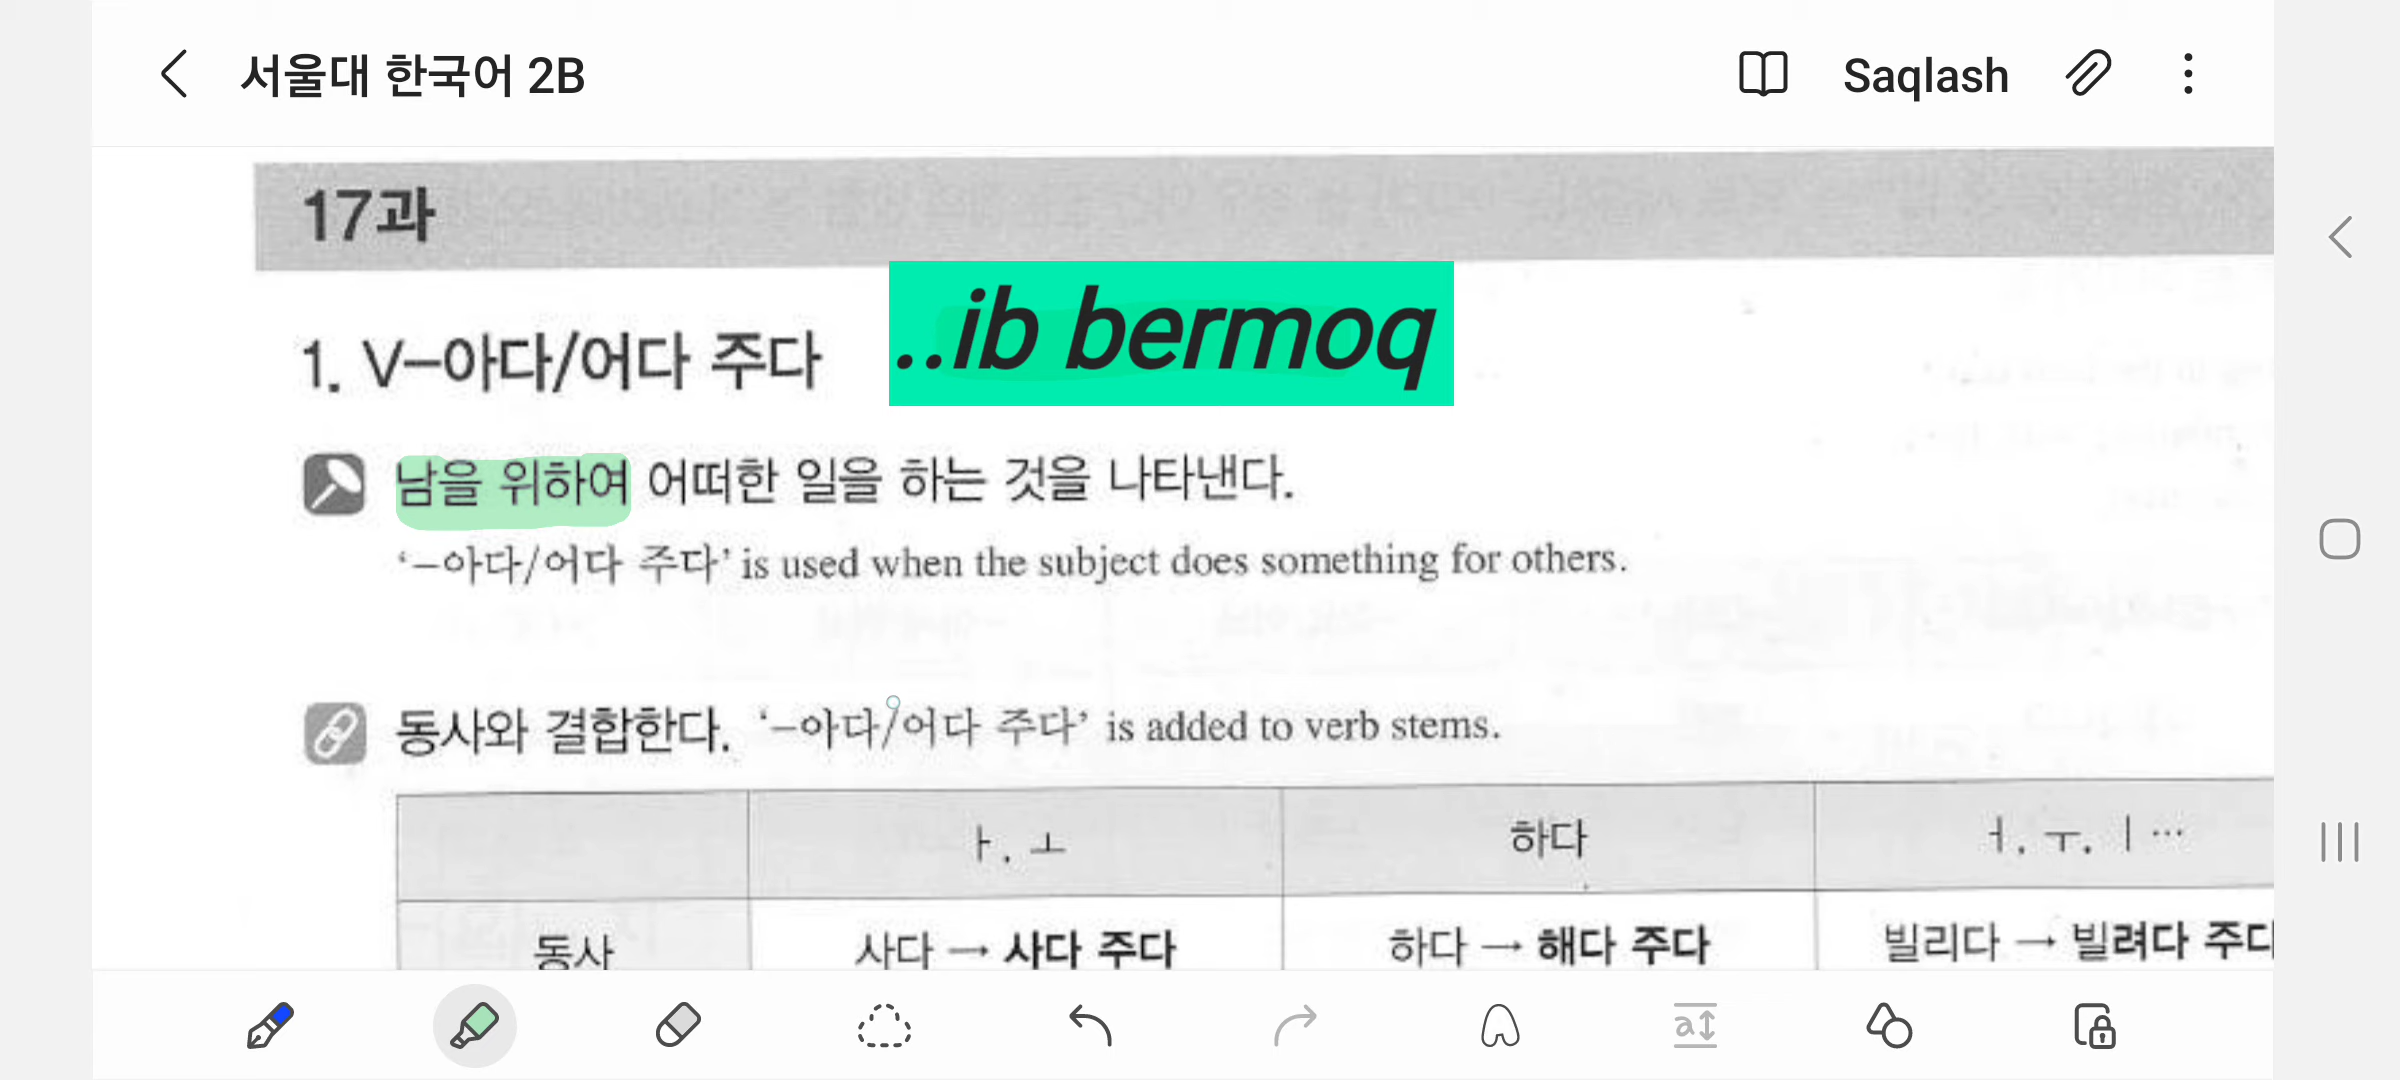 서울대 한국어 2B
Saqlash
17과
1. V-아다/어다 주다
..ib bermoq
남을 위하여 어떠한 일을 하는 것을 나타낸다.
‘-아다/어다 주다’ is used when the subject does something for others.
동사와 결합한다. ‘-아다/어다 주다’ is added to verb stems.
ㅏ, ㅗ 하다 ㅓ, ㅜ, ㅣ…
동사 사다 → 사다 주다 하다 → 해다 주다 빌리다 → 빌려다 주다